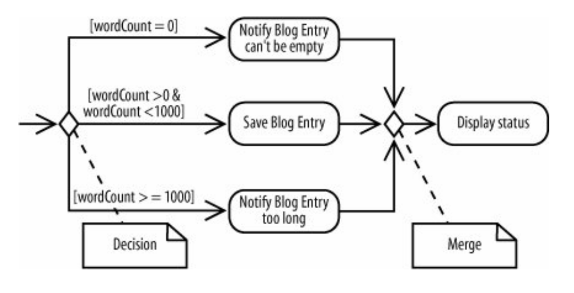 [wordCount = 0]
Notify Blog Entry
can't be empty
[wordCount >0 &
wordCount <1000]
Save Blog Entry
Display status
[wordCount > = 1000]
Notify Blog Entry
too long
Decision
Merge